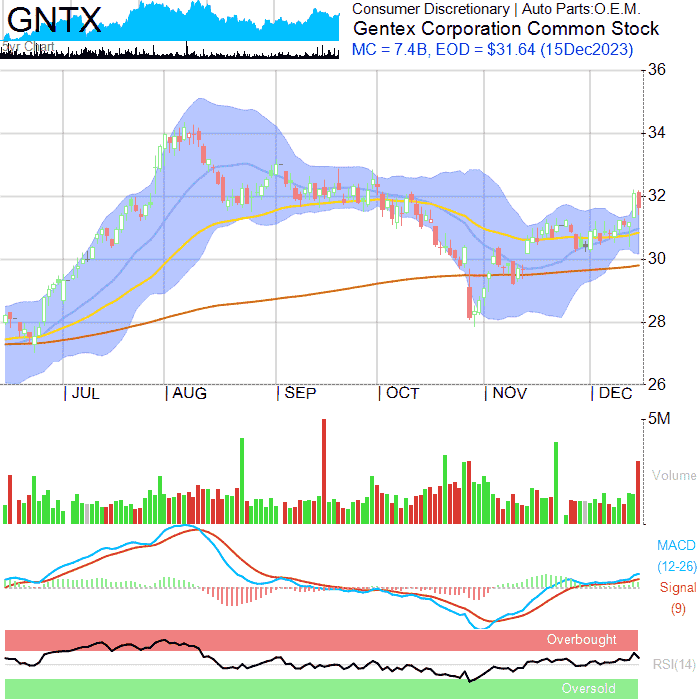 GNTX
5yr Chart
Consumer Discretionary | Auto Parts:O.E.M.
Gentex Corporation Common Stock
MC = 7.4B, EOD = $31.64 (15Dec2023)
36
34
32
30
28
26
JUL AUG SEP OCT NOV DEC
5M
Volume
MACD
(12-26)
Signal
(9)
Overbought
RSI(14)
Oversold